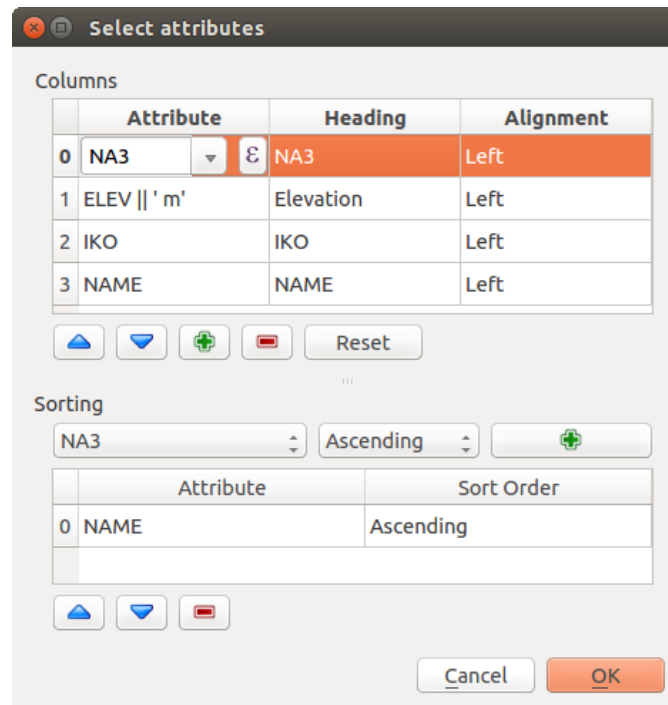 Select attributes
Columns
Attribute Heading Alignment
0 NA3 ε NA3 Left
1 ELEV || ' m' Elevation Left
2 IKO IKO Left
3 NAME NAME Left
Reset
Sorting
NA3 Ascending
Attribute Sort Order
0 NAME Ascending
Cancel OK